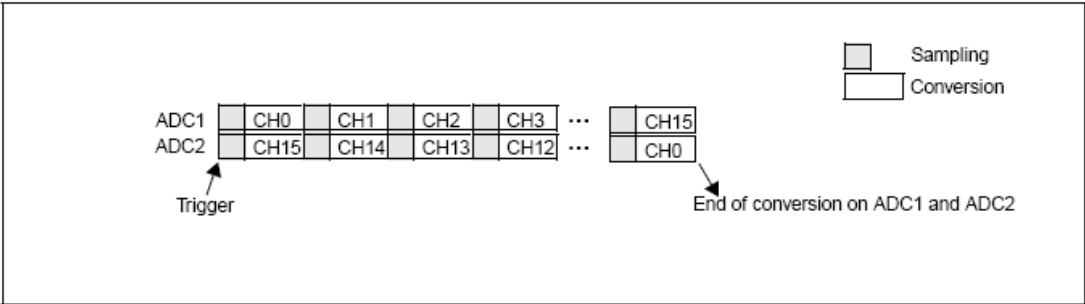 Sampling
Conversion
ADC1 CH0 CH1 CH2 CH3 ... CH15
ADC2 CH15 CH14 CH13 CH12 ... CH0
Trigger
End of conversion on ADC1 and ADC2